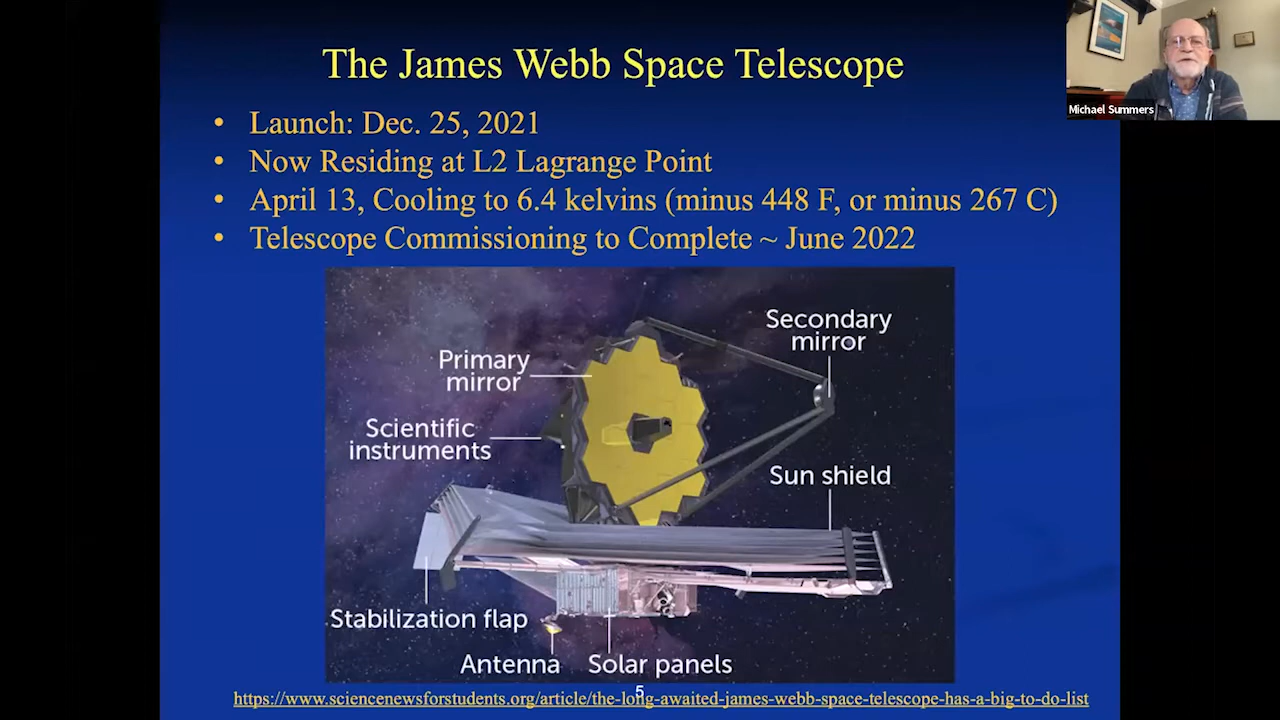 The James Webb Space Telescope
Michael Summers
• Launch: Dec. 25, 2021
• Now Residing at L2 Lagrange Point
• April 13, Cooling to 6.4 kelvins (minus 448 F, or minus 267 C)
• Telescope Commissioning to Complete ~ June 2022
Secondary
mirror
Primary
mirror
Scientific
instruments
Sun shield
Stabilization flap
Antenna
Solar panels
5
https://www.sciencenewsforstudents.org/article/the-long-awaited-james-webb-space-telescope-has-a-big-to-do-list